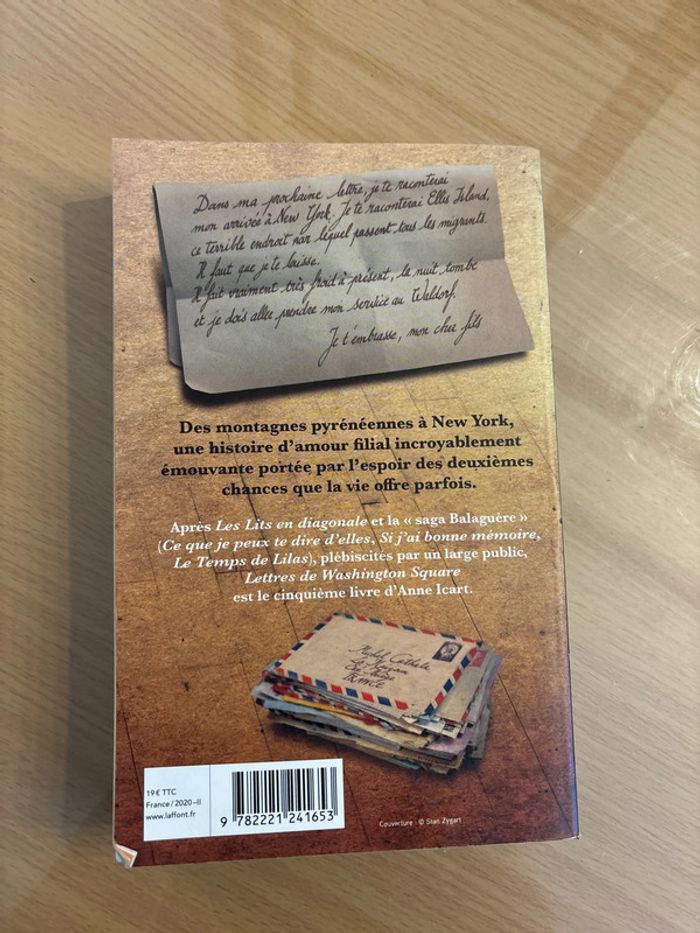 Dans ma prochaine lettre, je te raconterai
mon arrivée à New York. Je te raconterai Ellis Island,
ce terrible endroit par lequel passent tous les migrants.
Il faut que je te laisse.
Il fait vraiment très froid à présent, la nuit tombe
et je dois aller prendre mon service au Waldorf.
Je t'embrasse, mon cher fils
Des montagnes pyrénéennes à New York,
une histoire d'amour filial incroyablement
émouvante portée par l'espoir des deuxièmes
chances que la vie offre parfois.
Après Les Lits en diagonale et la « saga Balaguère »
(Ce que je peux te dire d'elles, Si j'ai bonne mémoire,
Le Temps de Lilas), plébiscités par un large public,
Lettres de Washington Square
est le cinquième livre d'Anne Icart.
Michel
FRANCE
19 € TTC
France / 2020-II
www.laffont.fr
9 782221 241653
Couverture : © Stan Zygart